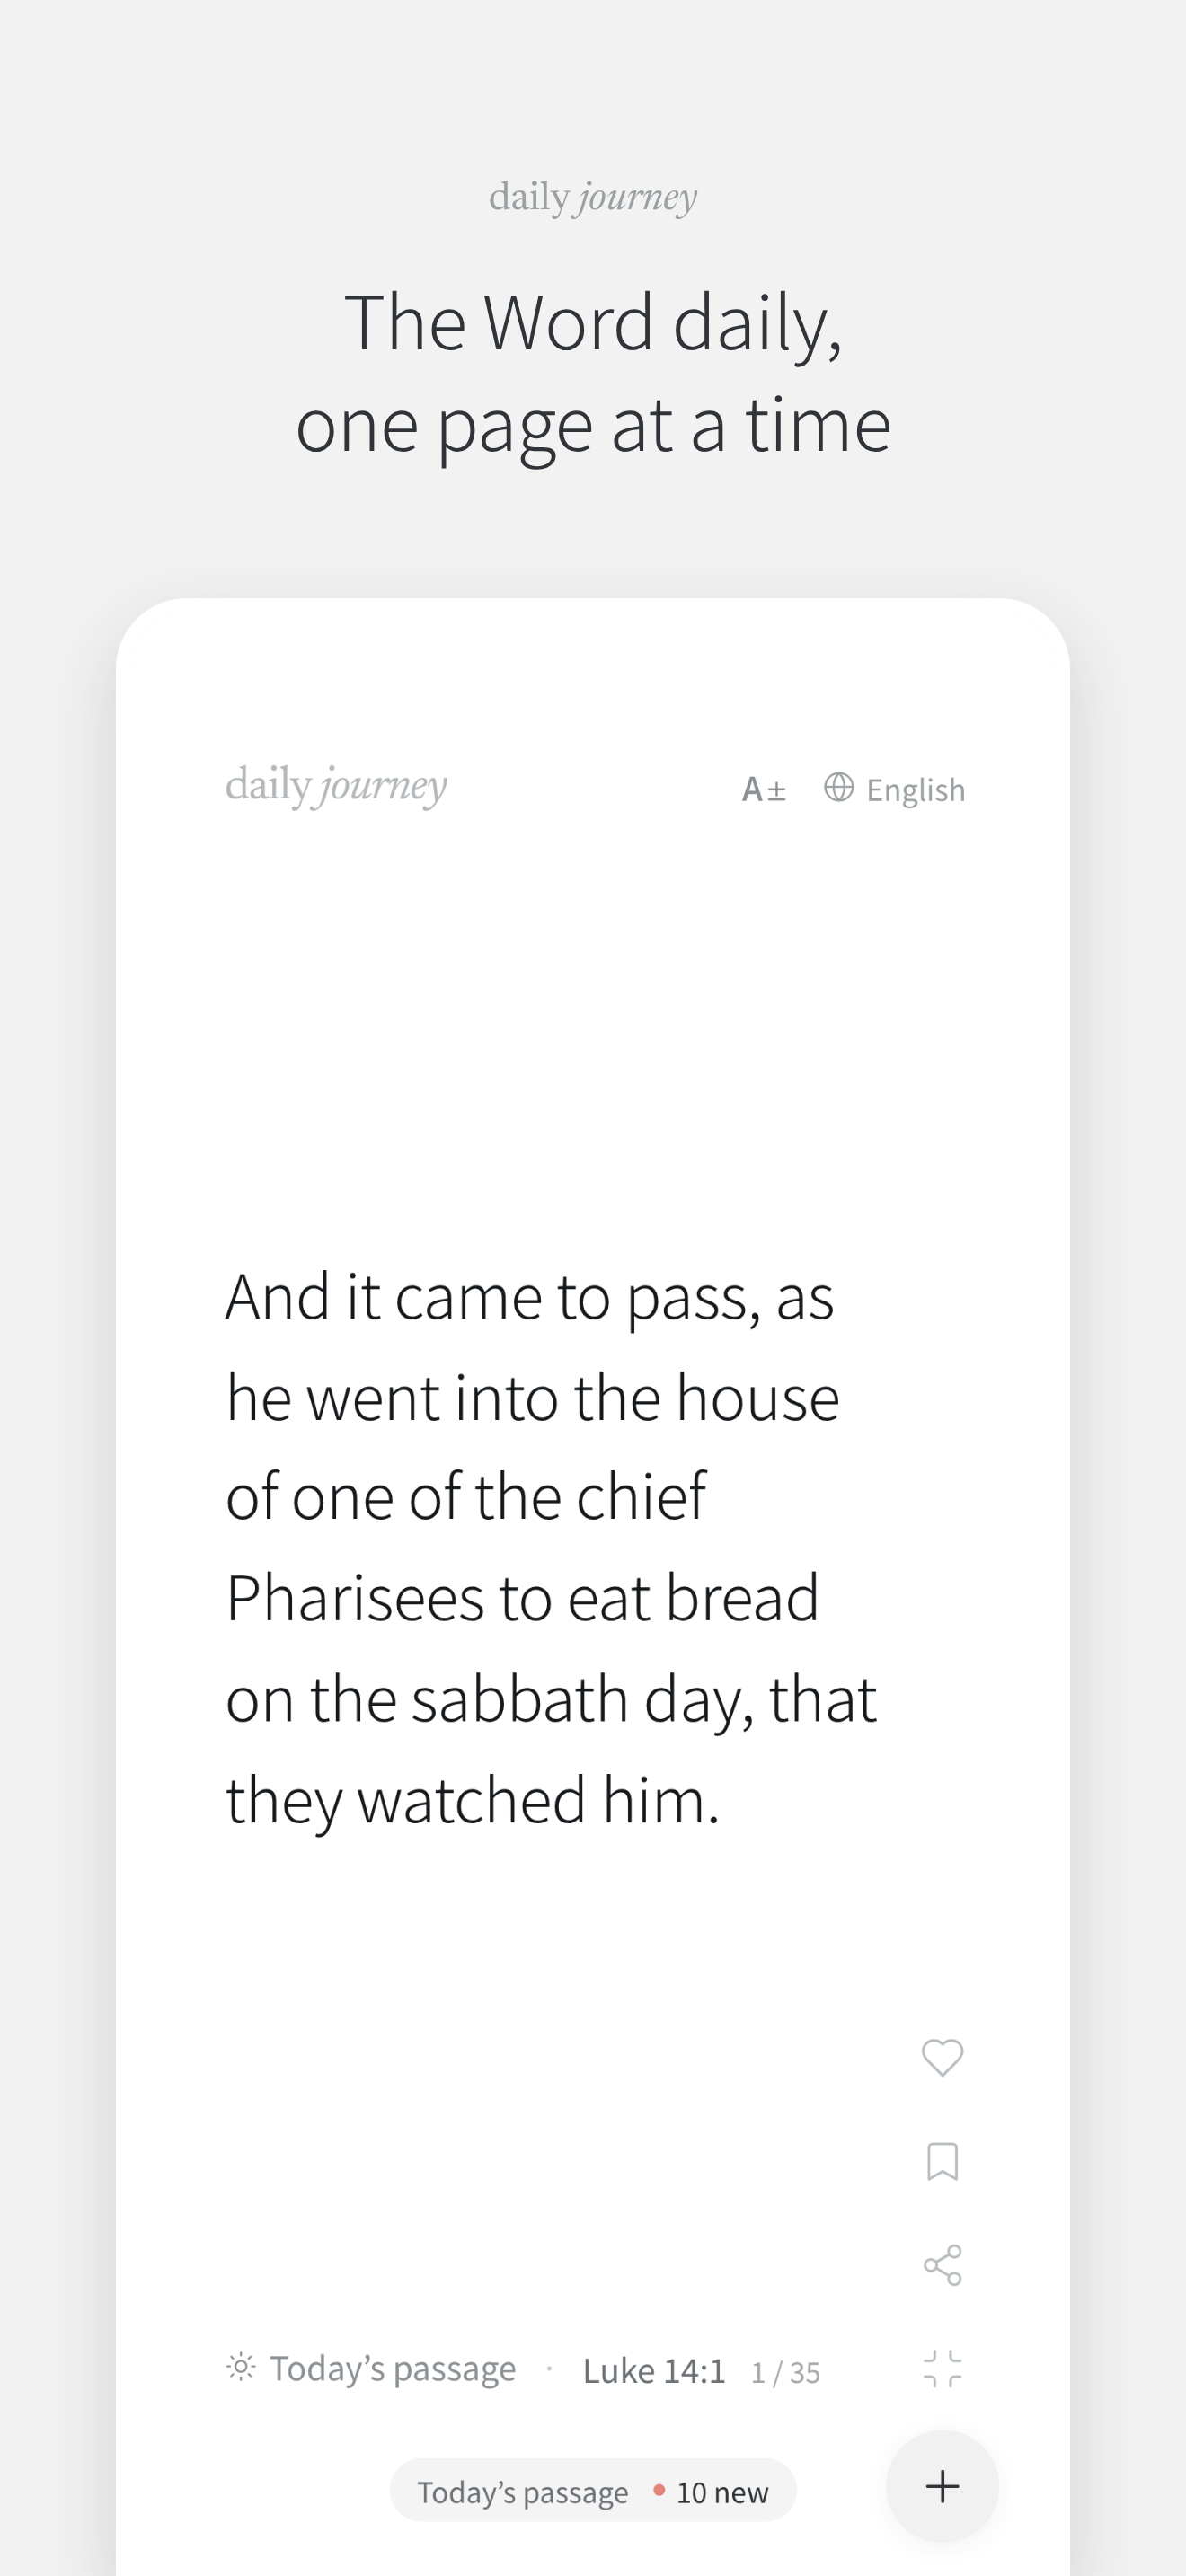 daily journey
The Word daily,
one page at a time
daily journey
A± English
And it came to pass, as
he went into the house
of one of the chief
Pharisees to eat bread
on the sabbath day, that
they watched him.
Today’s passage · Luke 14:1 1 / 35
Today’s passage • 10 new